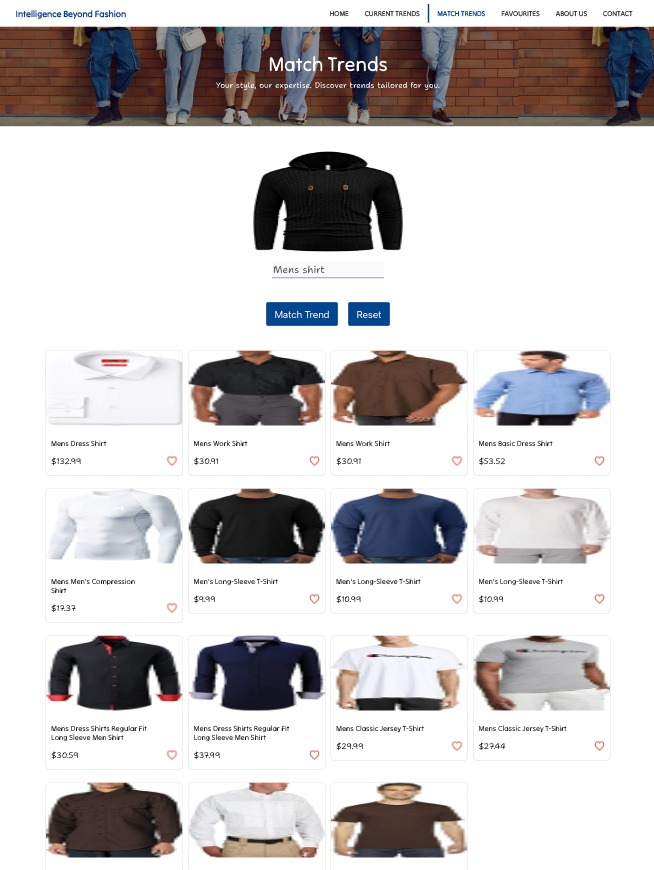 Intelligence Beyond Fashion
HOME CURRENT TRENDS MATCH TRENDS FAVOURITES ABOUT US CONTACT
Match Trends
Your style, our expertise. Discover trends tailored for you.
Mens shirt
Match Trend Reset
Mens Dress Shirt
$132.99
Mens Work Shirt
$30.91
Mens Work Shirt
$30.91
Mens Basic Dress Shirt
$53.52
Mens Men's Compression
Shirt
$17.37
Men's Long-Sleeve T-Shirt
$9.99
Men's Long-Sleeve T-Shirt
$10.99
Men's Long-Sleeve T-Shirt
$10.99
Mens Dress Shirts Regular Fit
Long Sleeve Men Shirt
$30.59
Mens Dress Shirts Regular Fit
Long Sleeve Men Shirt
$37.99
Champion
Mens Classic Jersey T-Shirt
$29.99
Champion
Mens Classic Jersey T-Shirt
$27.44